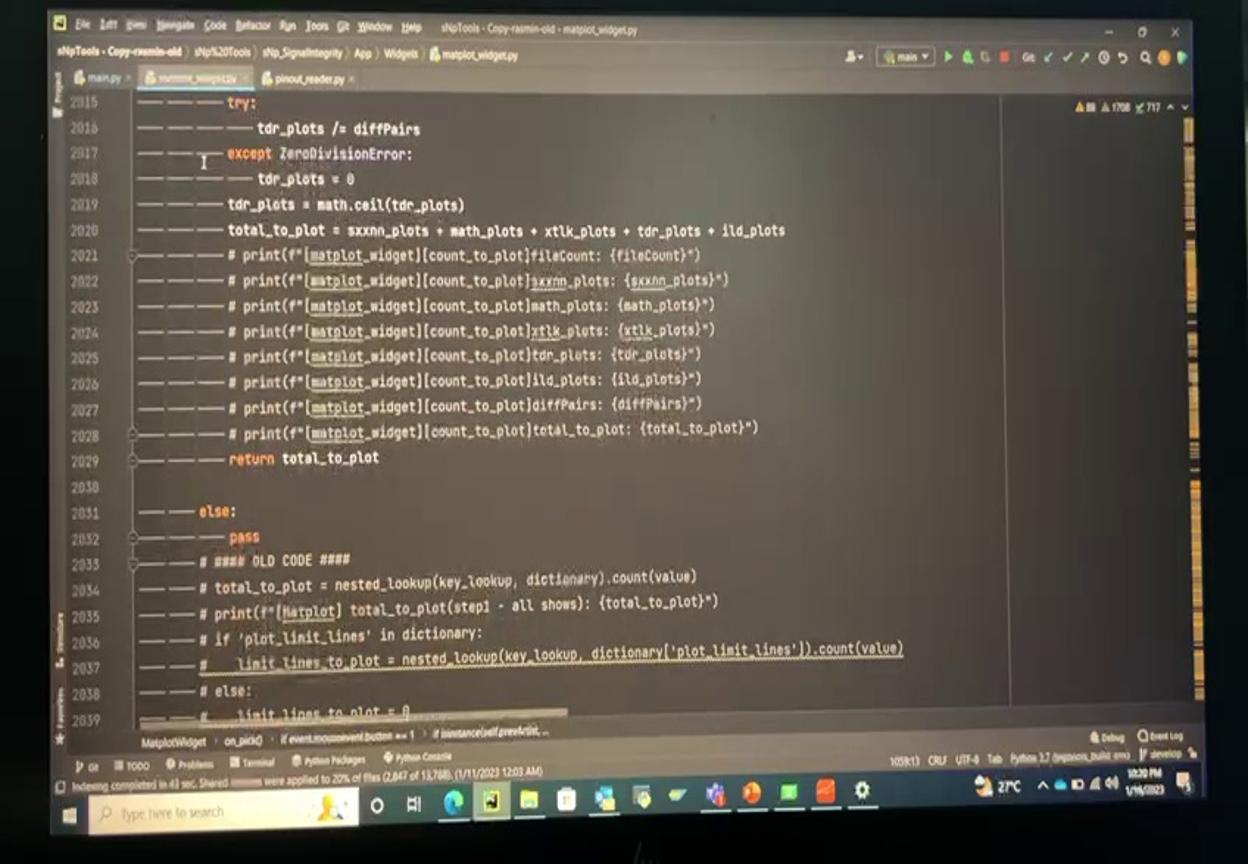 File Edit View Navigate Code Refactor Run Tools Git Window Help sNpTools - Copy-rasmin-old - matplot_widget.py
sNpTools - Copy-rasmin-old sNp%20Tools sNp_SignalIntegrity App Widgets matplot_widget.py main Git:
main.py pinout_reader.py
Project
2015 try: 1708 717
2016 tdr_plots /= diffPairs
2017 except ZeroDivisionError:
2018 tdr_plots = 0
2019 tdr_plots = math.ceil(tdr_plots)
2020 total_to_plot = sxxnn_plots + math_plots + xtlk_plots + tdr_plots + ild_plots
2021 # print(f"[matplot_widget][count_to_plot]fileCount: {fileCount}")
2022 # print(f"[matplot_widget][count_to_plot]sxxnn_plots: {sxxnn_plots}")
2023 # print(f"[matplot_widget][count_to_plot]math_plots: {math_plots}")
2024 # print(f"[matplot_widget][count_to_plot]xtlk_plots: {xtlk_plots}")
2025 # print(f"[matplot_widget][count_to_plot]tdr_plots: {tdr_plots}")
2026 # print(f"[matplot_widget][count_to_plot]ild_plots: {ild_plots}")
2027 # print(f"[matplot_widget][count_to_plot]diffPairs: {diffPairs}")
2028 # print(f"[matplot_widget][count_to_plot]total_to_plot: {total_to_plot}")
2029 return total_to_plot
2030
2031 else:
2032 pass
2033 # #### OLD CODE ####
2034 # total_to_plot = nested_lookup(key_lookup, dictionary).count(value)
2035 # print(f"[Matplot] total_to_plot(step1 - all shows): {total_to_plot}")
2036 # if 'plot_limit_lines' in dictionary:
2037 # limit_lines_to_plot = nested_lookup(key_lookup, dictionary['plot_limit_lines']).count(value)
2038 # else:
2039 # limit_lines_to_plot = 0
Structure
Favorites
MatplotWidget on_pick() if event.mouseevent.button == 1 if isinstance(self.prevArtist,...
Git TODO Problems Terminal Python Packages Python Console Debug Event Log
Indexing completed in 43 sec. Shared were applied to 20% of files (2,847 of 13,768). (1/11/2023 12:03 AM) CRLF UTF-8 Tab Python 3.7 develop
Type here to search 27°C 10:20 PM